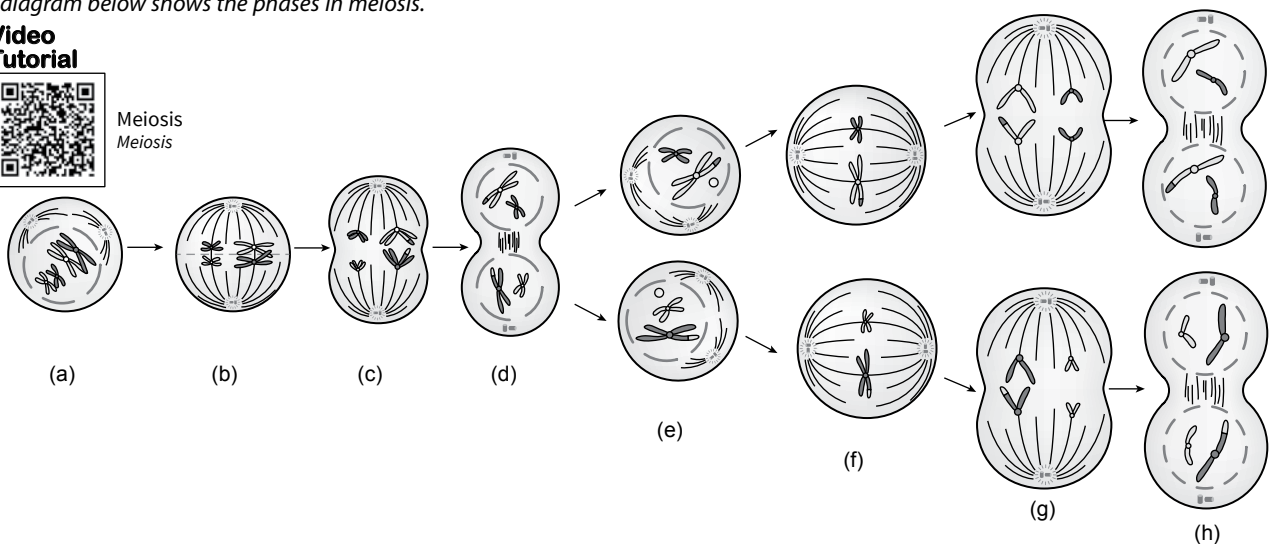 diagram below shows the phases in meiosis.
Video
Tutorial
Meiosis
Meiosis
(a)
(b)
(c)
(d)
(e)
(f)
(g)
(h)